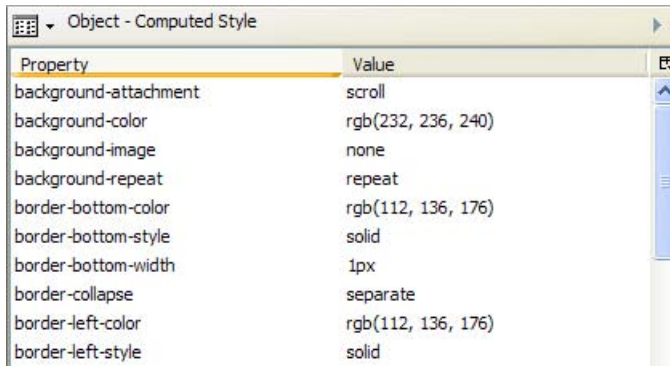 Object - Computed Style
Property Value
background-attachment scroll
background-color rgb(232, 236, 240)
background-image none
background-repeat repeat
border-bottom-color rgb(112, 136, 176)
border-bottom-style solid
border-bottom-width 1px
border-collapse separate
border-left-color rgb(112, 136, 176)
border-left-style solid